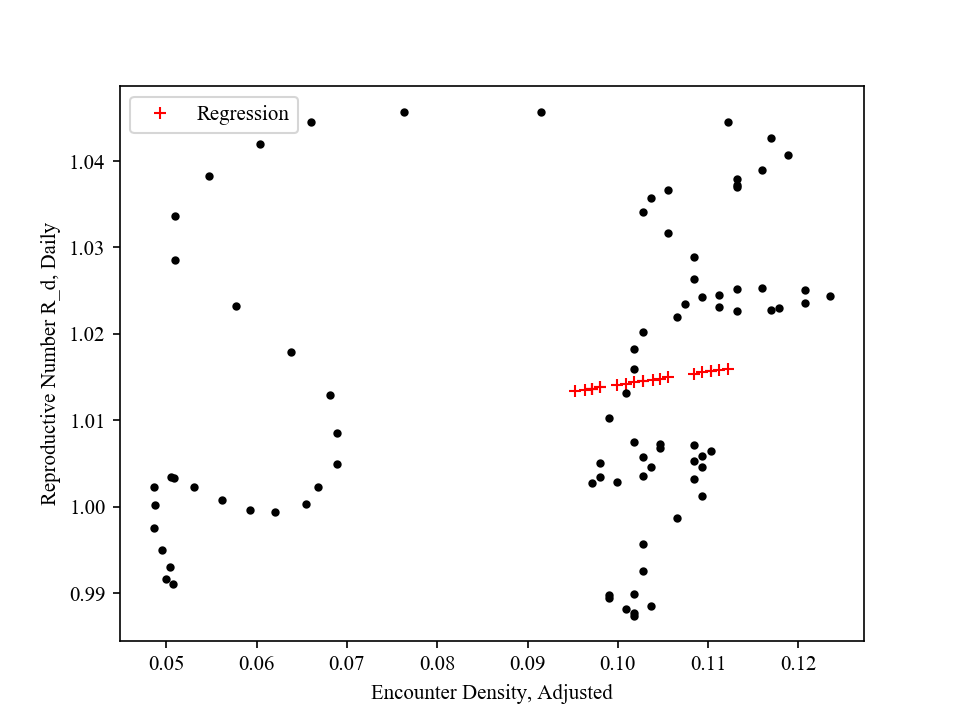 Regression
1.04
1.03
1.02
1.01
1.00
0.99
Reproductive Number R_d, Daily
0.05 0.06 0.07 0.08 0.09 0.10 0.11 0.12
Encounter Density, Adjusted